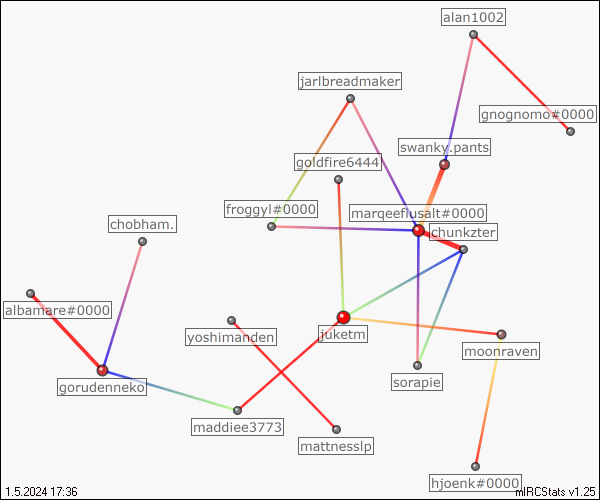 alan1002
jarlbreadmaker
gnognomo#0000
swanky.pants
goldfire6444
froggyl#0000
marqeefiusalt#0000
chobham.
chunkzter
albamare#0000
yoshimanden
juketm
moonraven
gorudenneko
sorapie
maddiee3773
mattnesslp
hjoenk#0000
1.5.2024 17:36
mIRCStats v1.25